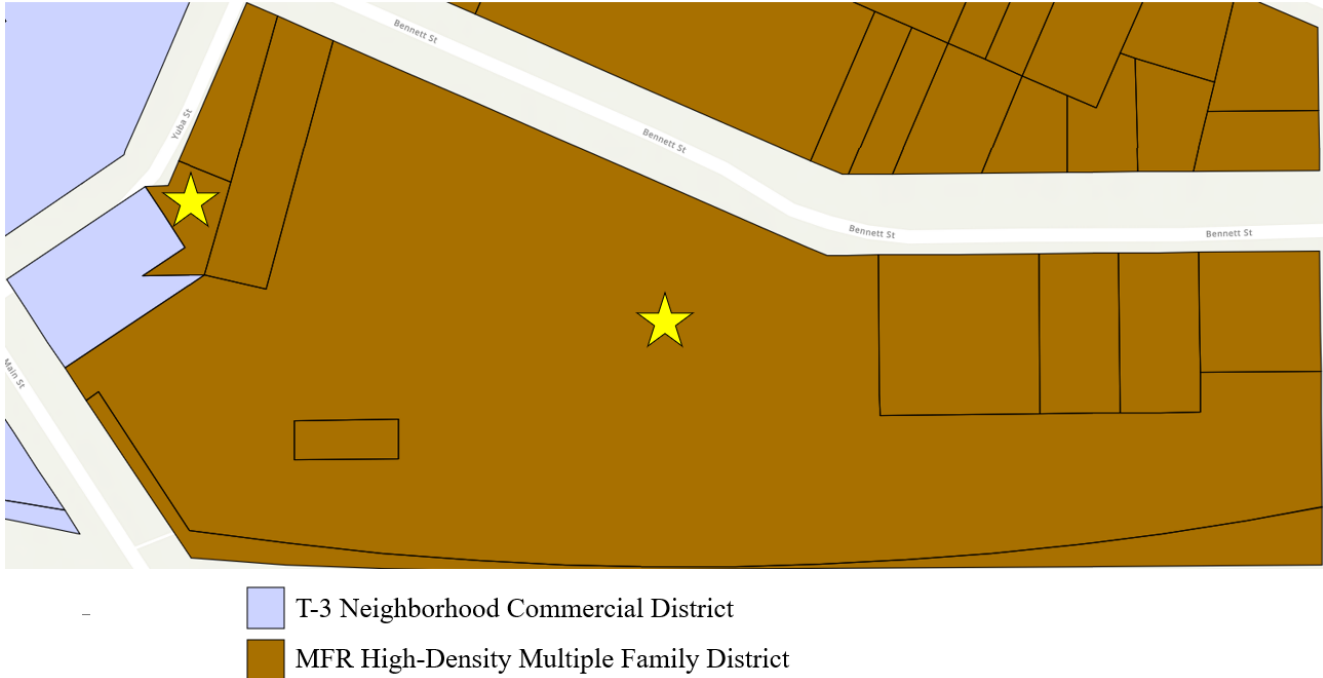 Bennett St
Yuba St
Bennett St
Bennett St
Bennett St
Main St
T-3 Neighborhood Commercial District
MFR High-Density Multiple Family District